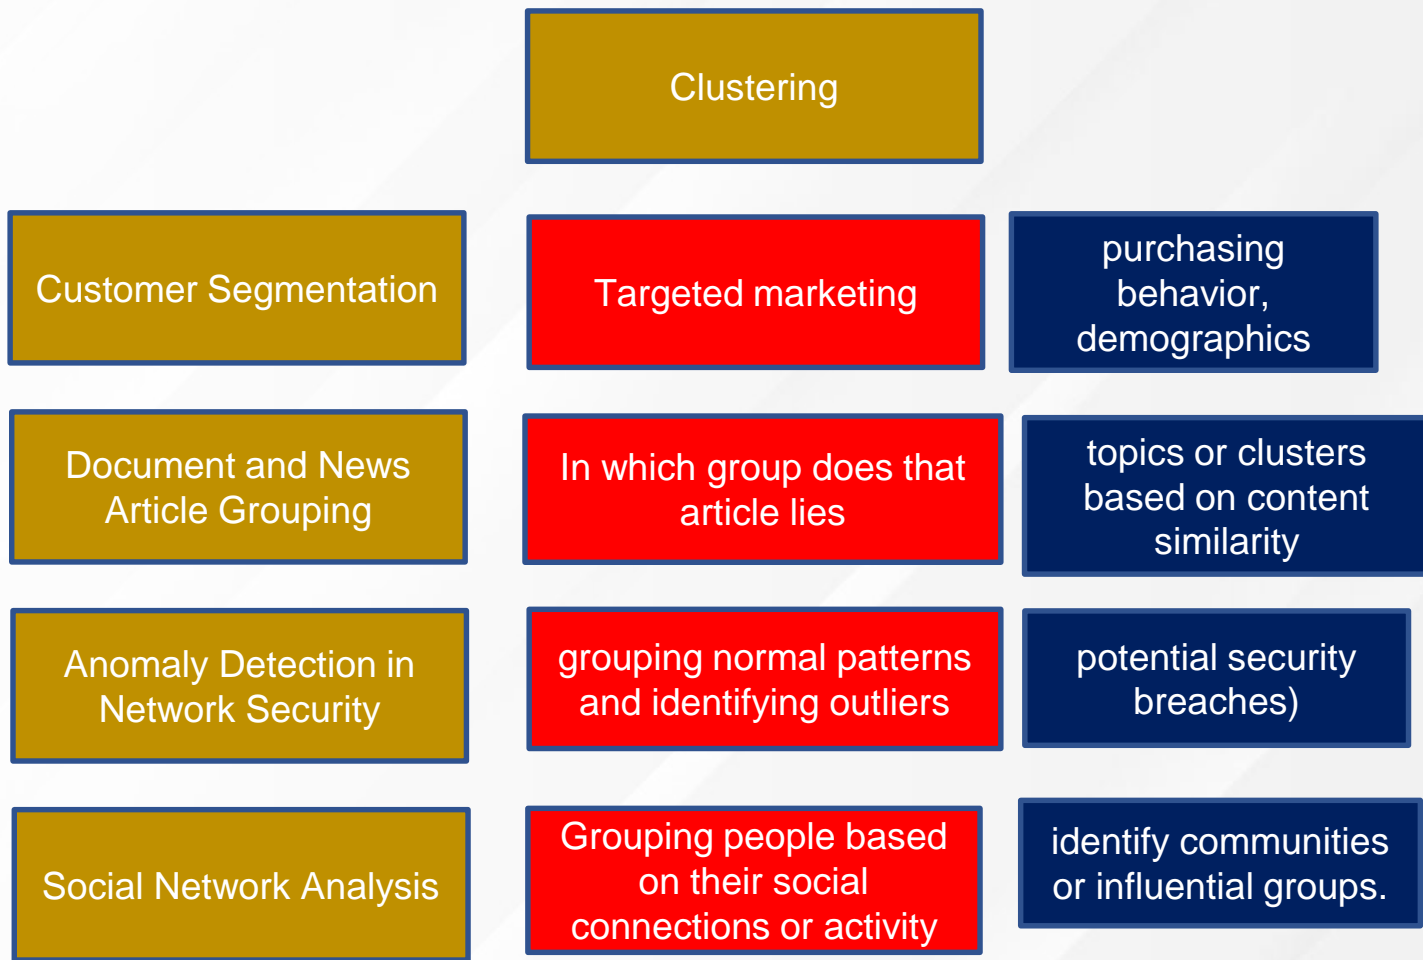 Clustering
Customer Segmentation
Targeted marketing
purchasing
behavior,
demographics
Document and News
Article Grouping
In which group does that
article lies
topics or clusters
based on content
similarity
Anomaly Detection in
Network Security
grouping normal patterns
and identifying outliers
potential security
breaches)
Social Network Analysis
Grouping people based
on their social
connections or activity
identify communities
or influential groups.